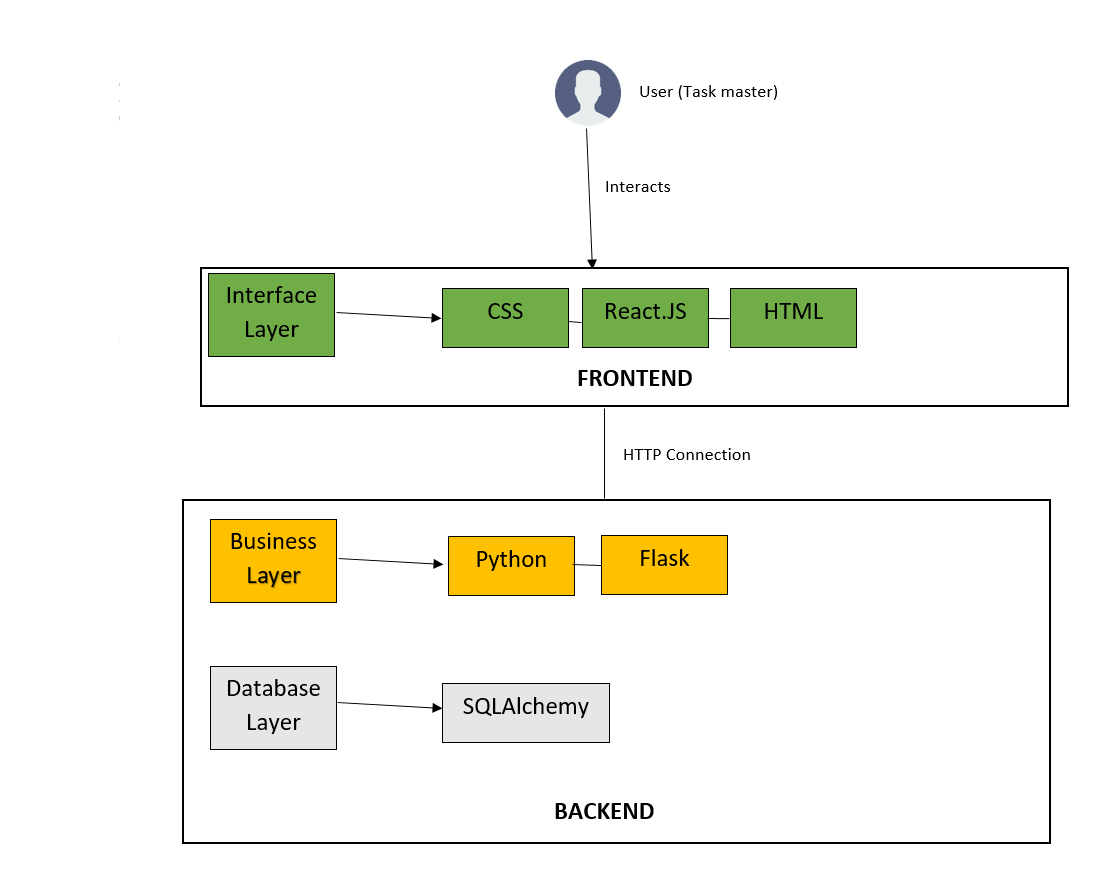 User (Task master)
Interacts
Interface
Layer
CSS
React.JS
HTML
FRONTEND
HTTP Connection
Business
Layer
Python
Flask
Database
Layer
SQLAlchemy
BACKEND